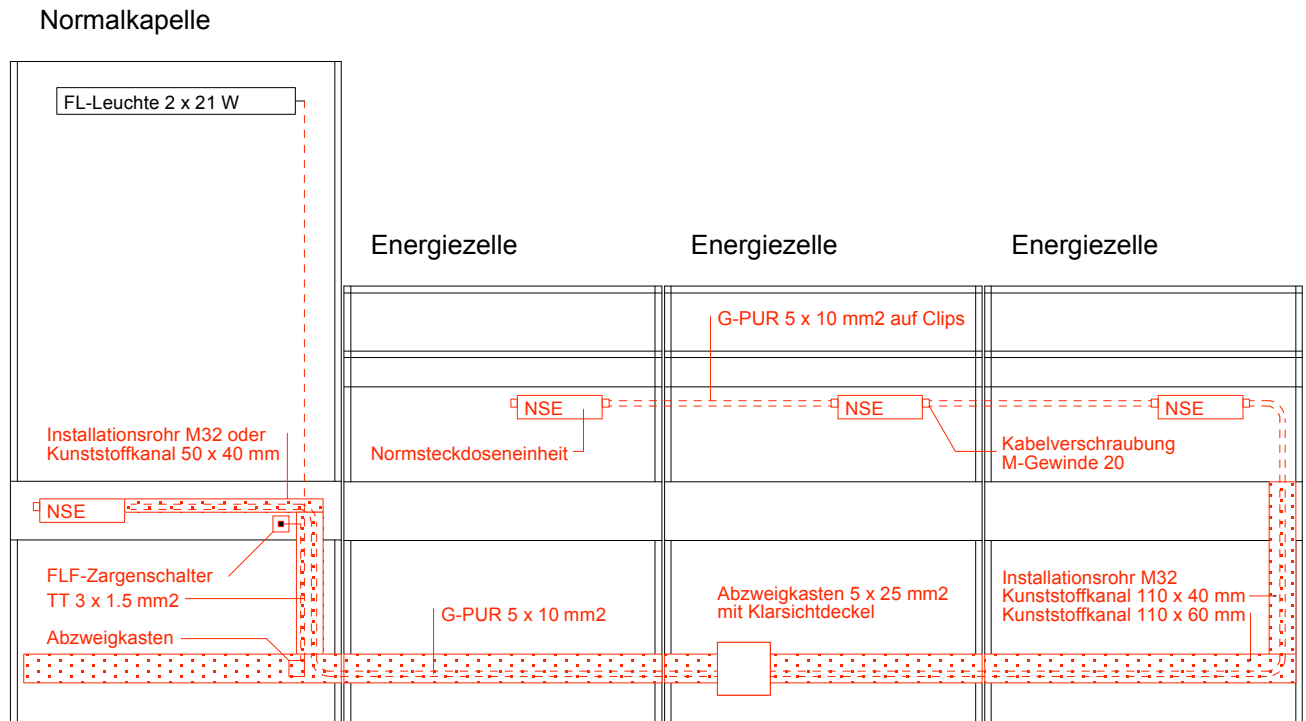 Normalkapelle
FL-Leuchte 2 x 21 W
Energiezelle
Energiezelle
Energiezelle
G-PUR 5 x 10 mm2 auf Clips
NSE
NSE
NSE
Installationsrohr M32 oder
Kunststoffkanal 50 x 40 mm
Normsteckdoseneinheit
Kabelverschraubung
M-Gewinde 20
NSE
FLF-Zargenschalter
TT 3 x 1.5 mm2
Abzweigkasten
G-PUR 5 x 10 mm2
Abzweigkasten 5 x 25 mm2
mit Klarsichtdeckel
Installationsrohr M32
Kunststoffkanal 110 x 40 mm
Kunststoffkanal 110 x 60 mm